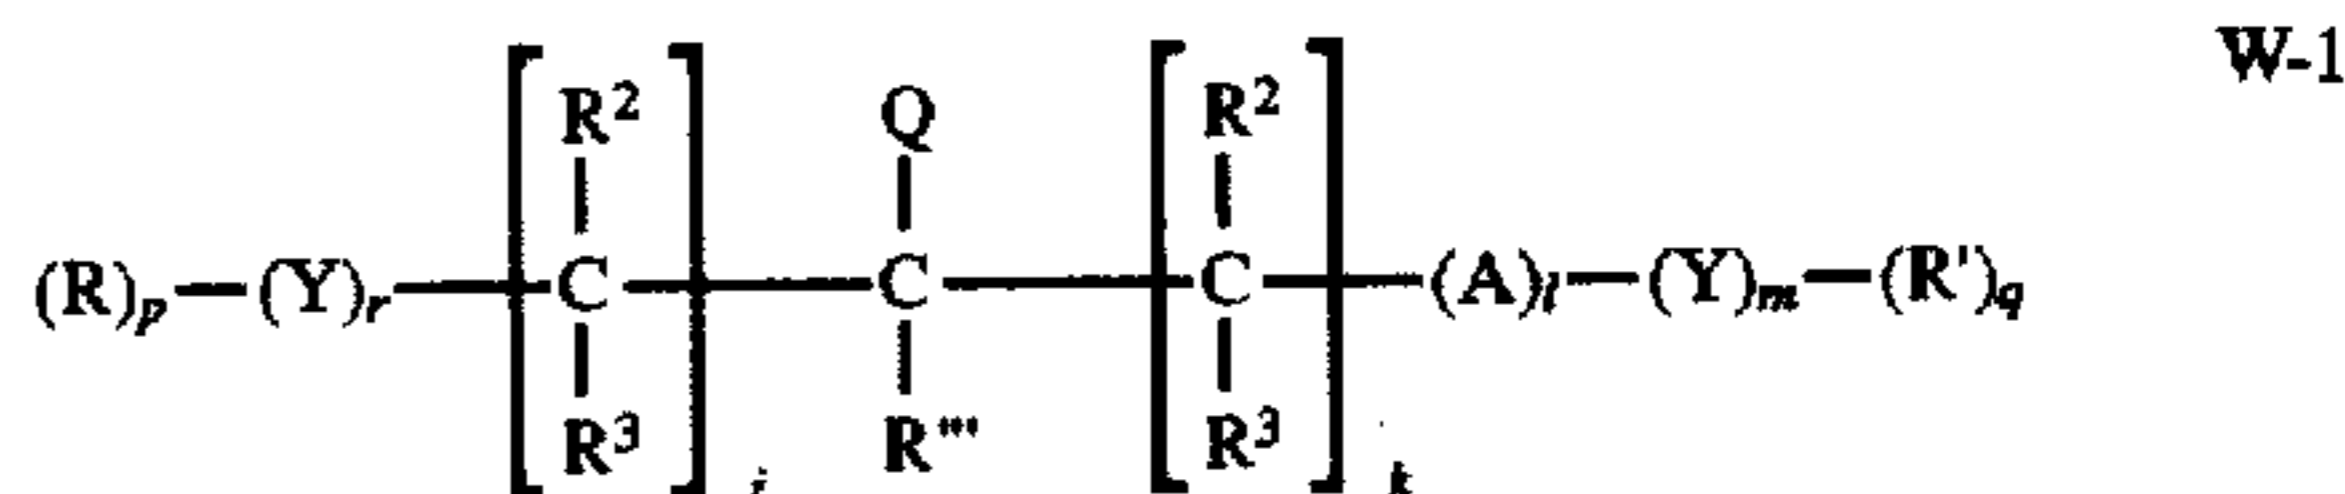 W-1
R² Q R²
(R)p—(Y)r—C—C—C—(A)l—(Y)m—(R')q
R³ R''' R³
k